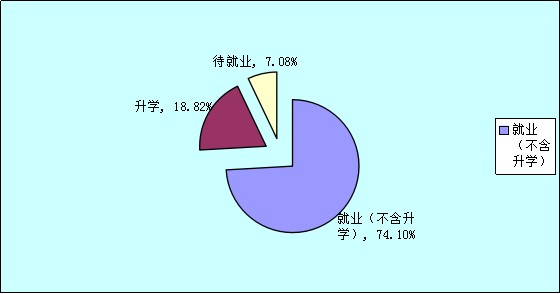 待就业, 7.08%
升学, 18.82%
就业（不含升
学）, 74.10%
就业
（不含
升学）